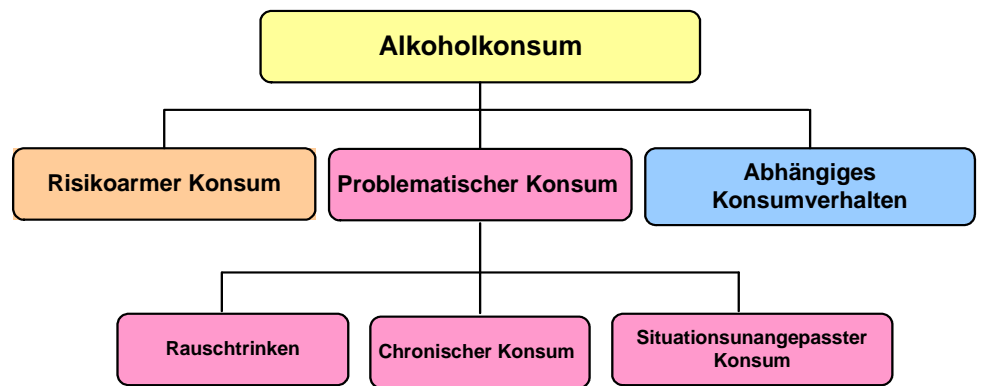 Alkoholkonsum
Risikoarmer Konsum
Problematischer Konsum
Abhängiges
Konsumverhalten
Rauschtrinken
Chronischer Konsum
Situationsunangepasster
Konsum